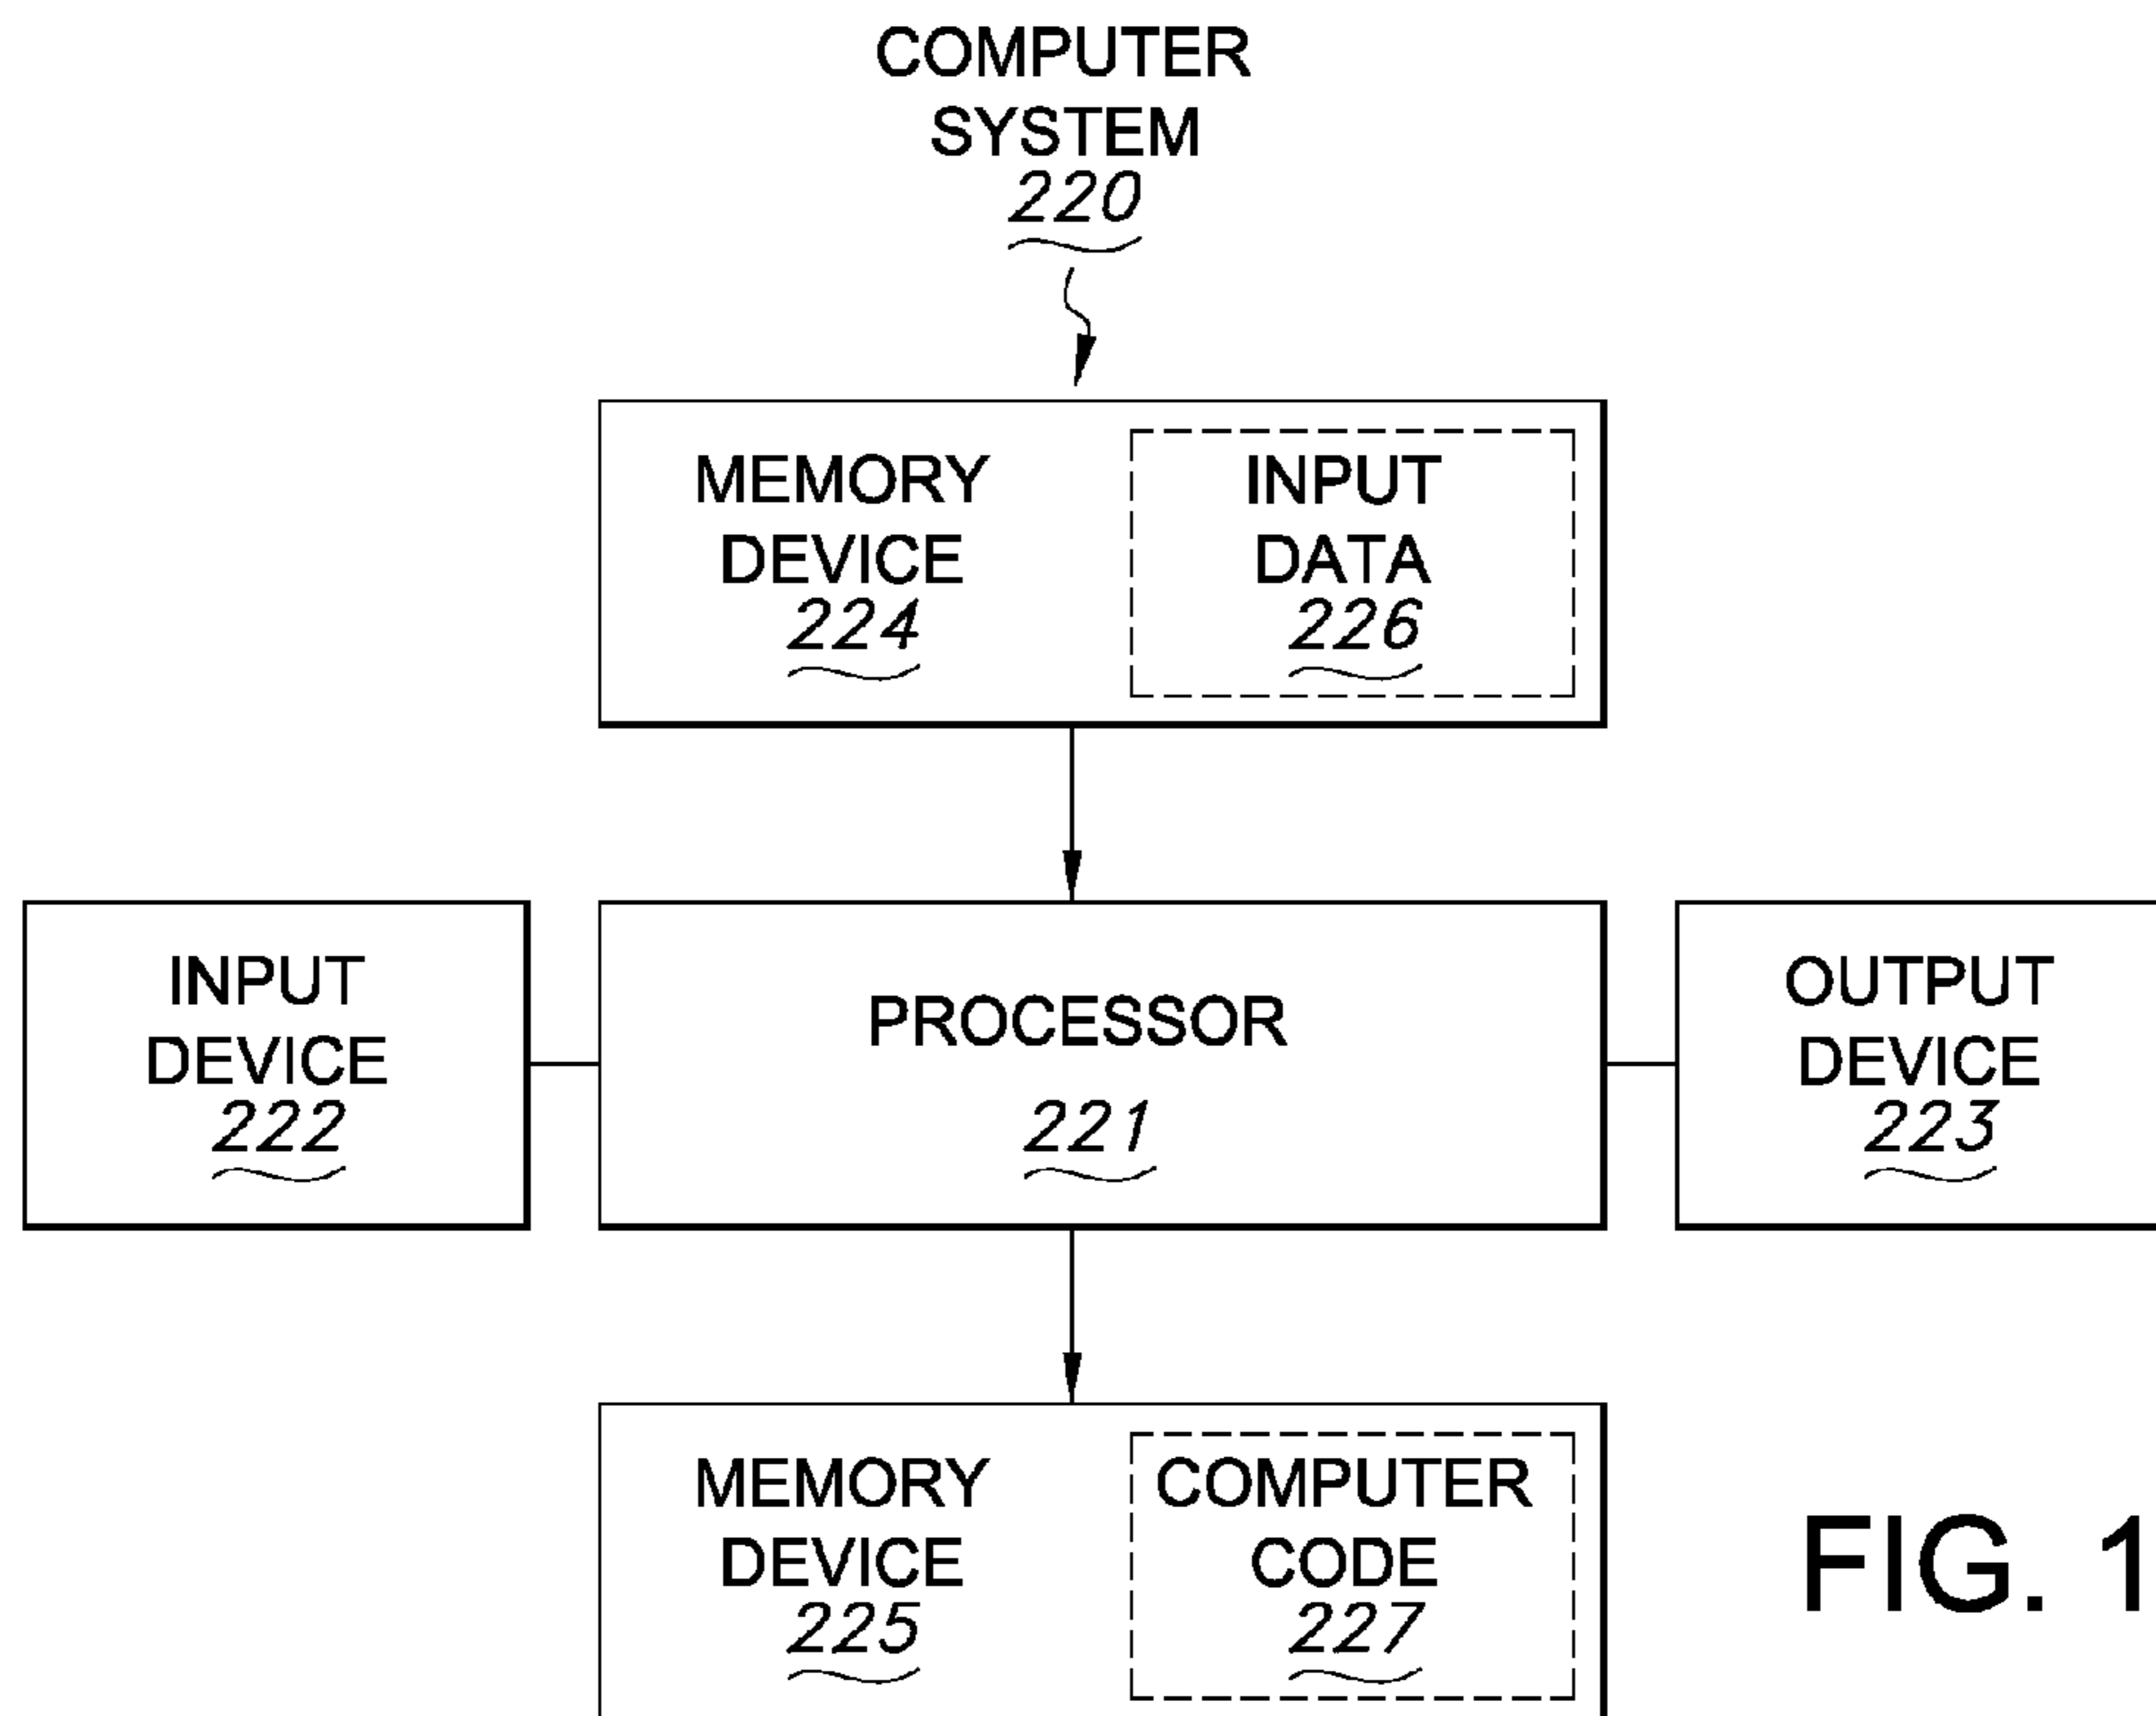 COMPUTER
SYSTEM
220
MEMORY
DEVICE
224
INPUT
DATA
226
INPUT
DEVICE
222
PROCESSOR
221
OUTPUT
DEVICE
223
MEMORY
DEVICE
225
COMPUTER
CODE
227
FIG. 1